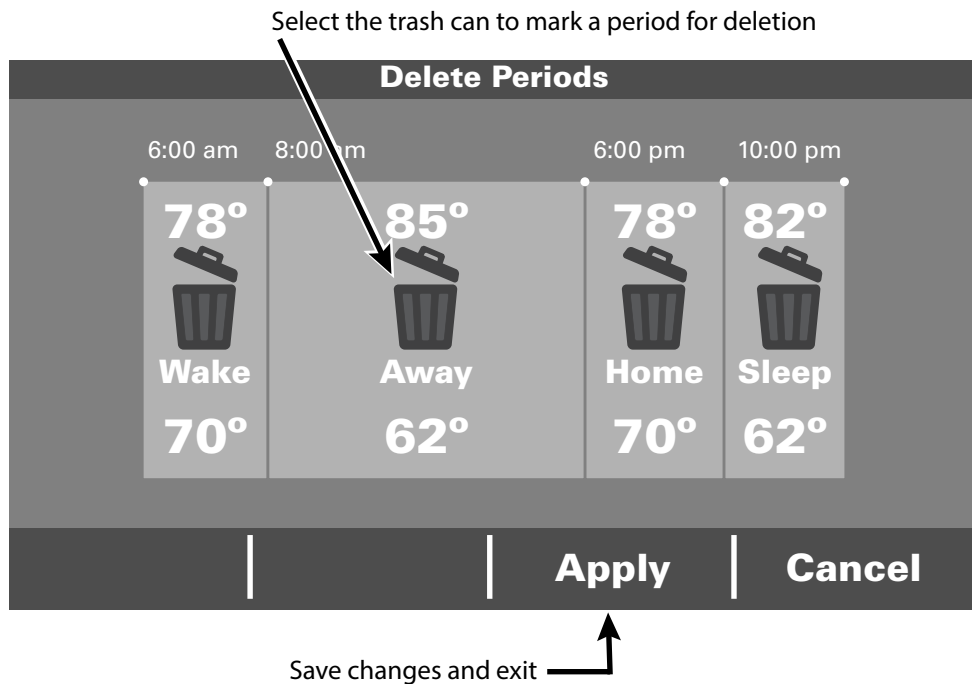 Select the trash can to mark a period for deletion
Delete Periods
6:00 am 8:00 am 6:00 pm 10:00 pm
78º 85º 78º 82º
Wake Away Home Sleep
70º 62º 70º 62º
Apply Cancel
Save changes and exit